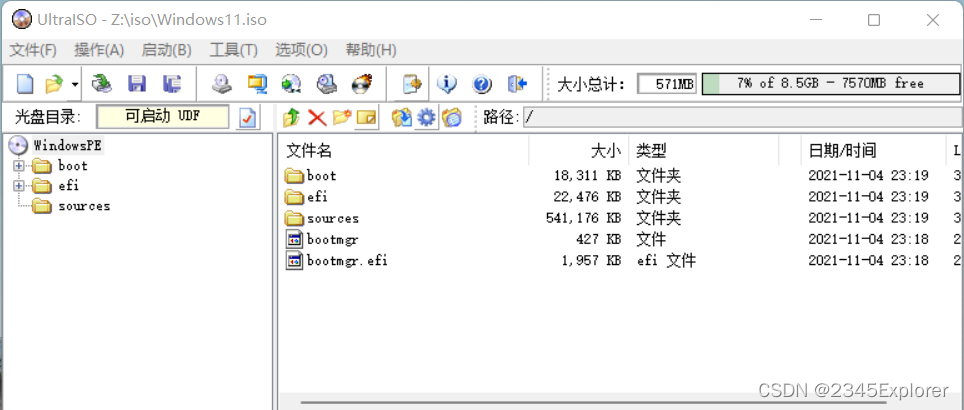 UltraISO - Z:\iso\Windows11.iso
文件(F) 操作(A) 启动(B) 工具(T) 选项(O) 帮助(H)
大小总计： 571MB 7% of 8.5GB - 7570MB free
光盘目录： 可启动 UDF 路径： /
WindowsPE
boot
efi
sources
文件名 大小 类型 日期/时间 L
boot 18,311 KB 文件夹 2021-11-04 23:19 3
efi 22,476 KB 文件夹 2021-11-04 23:19 3
sources 541,176 KB 文件夹 2021-11-04 23:19 3
bootmgr 427 KB 文件 2021-11-04 23:18 2
bootmgr.efi 1,957 KB efi 文件 2021-11-04 23:18 2
CSDN @2345Explorer